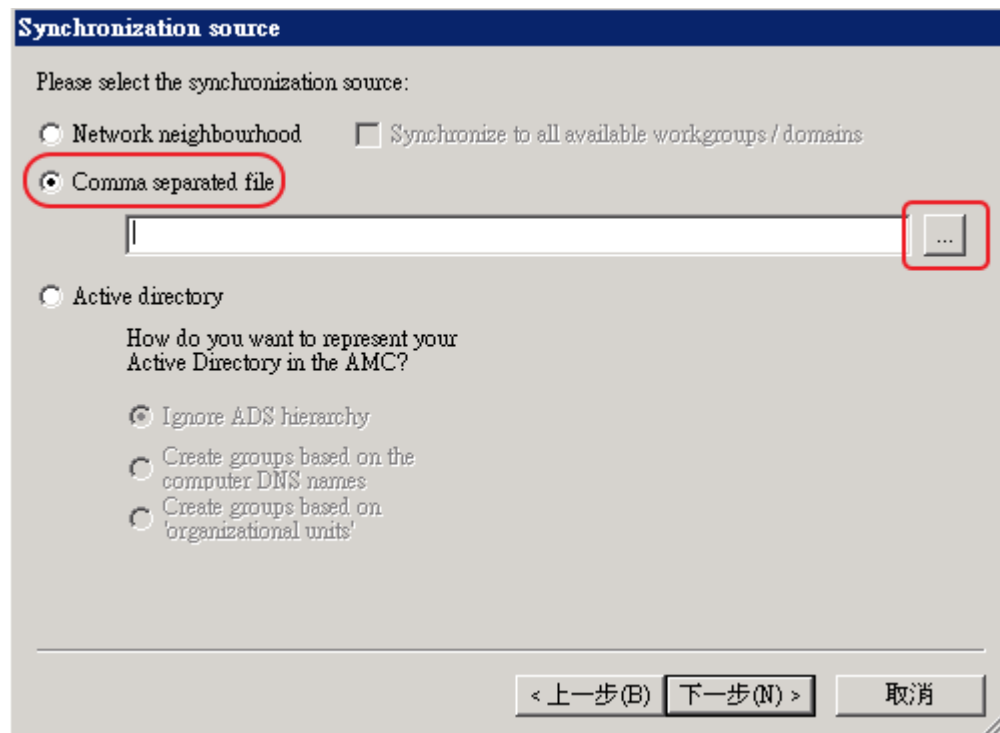 Synchronization source
Please select the synchronization source:
Network neighbourhood Synchronize to all available workgroups / domains
Comma separated file
...
Active directory
How do you want to represent your
Active Directory in the AMC?
Ignore ADS hierarchy
Create groups based on the
computer DNS names
Create groups based on
'organizational units'
< 上一步(B) 下一步(N) > 取消